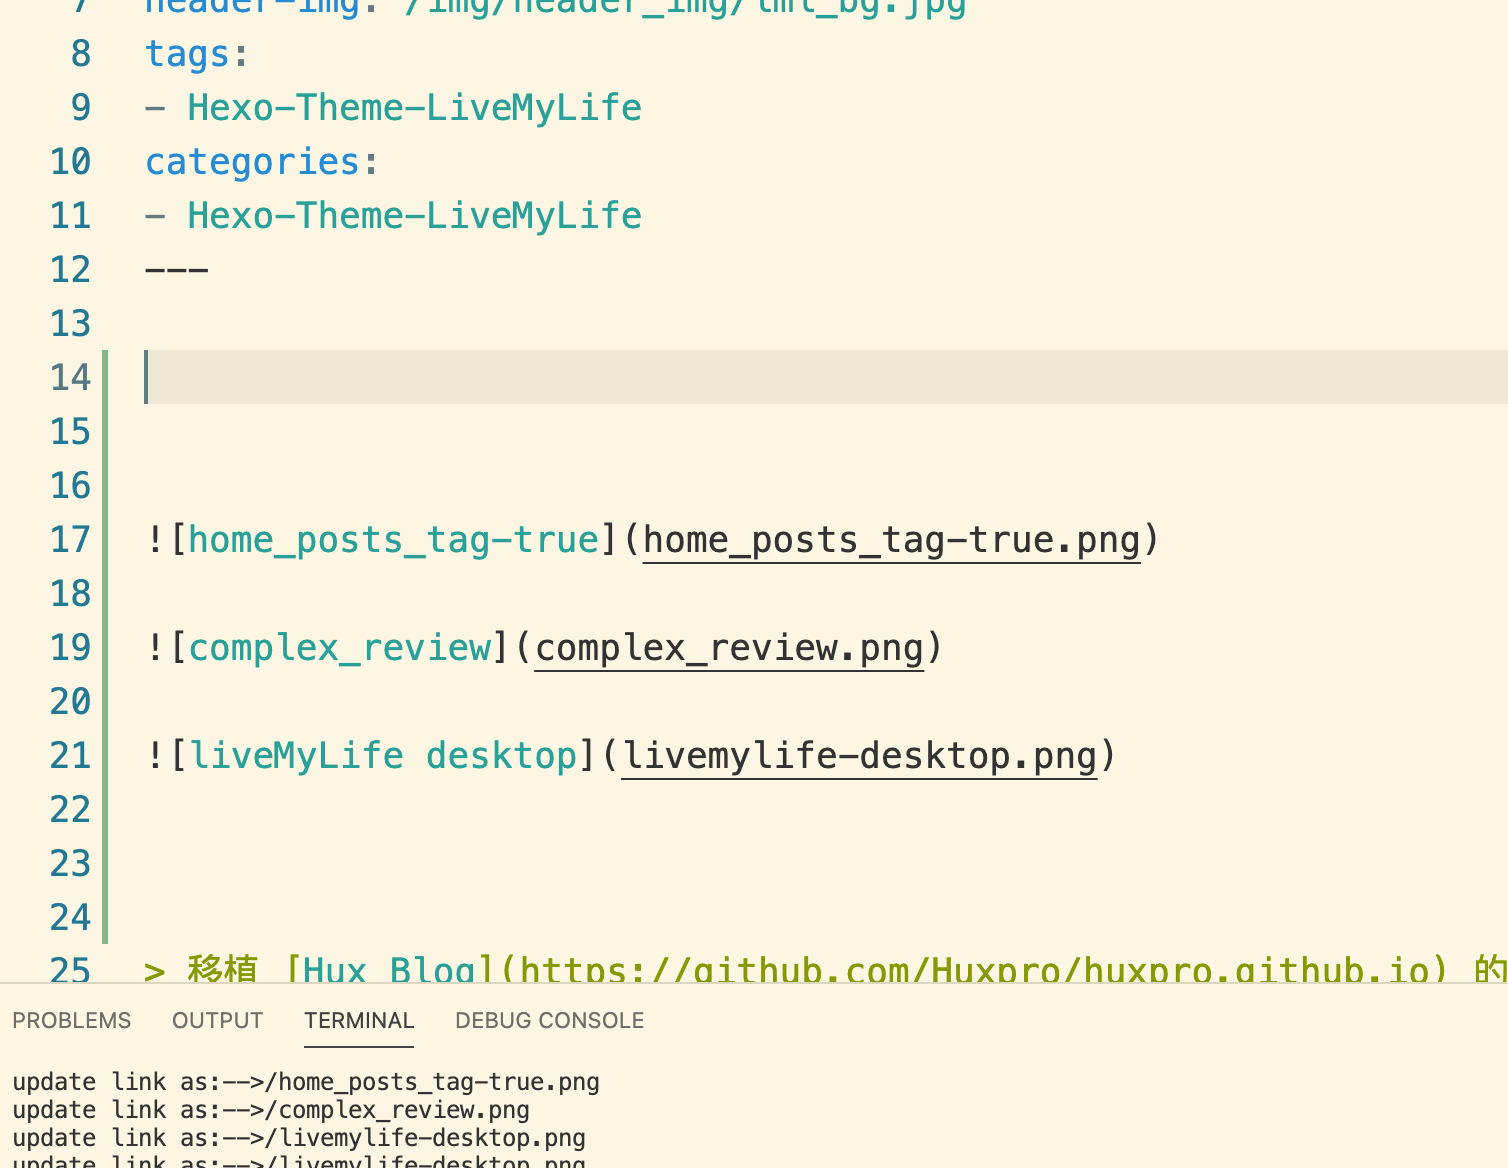 7 header-img: /img/header_img/lml_bg.jpg
8 tags:
9 - Hexo-Theme-LiveMyLife
10 categories:
11 - Hexo-Theme-LiveMyLife
12 ---
13
14
15
16
17 ![home_posts_tag-true](home_posts_tag-true.png)
18
19 ![complex_review](complex_review.png)
20
21 ![liveMyLife desktop](livemylife-desktop.png)
22
23
24
25 > 移植 [Hux Blog](https://github.com/Huxpro/huxpro.github.io) 的
PROBLEMS OUTPUT TERMINAL DEBUG CONSOLE
update link as:-->/home_posts_tag-true.png
update link as:-->/complex_review.png
update link as:-->/livemylife-desktop.png
update link as:-->/livemylife-desktop.png